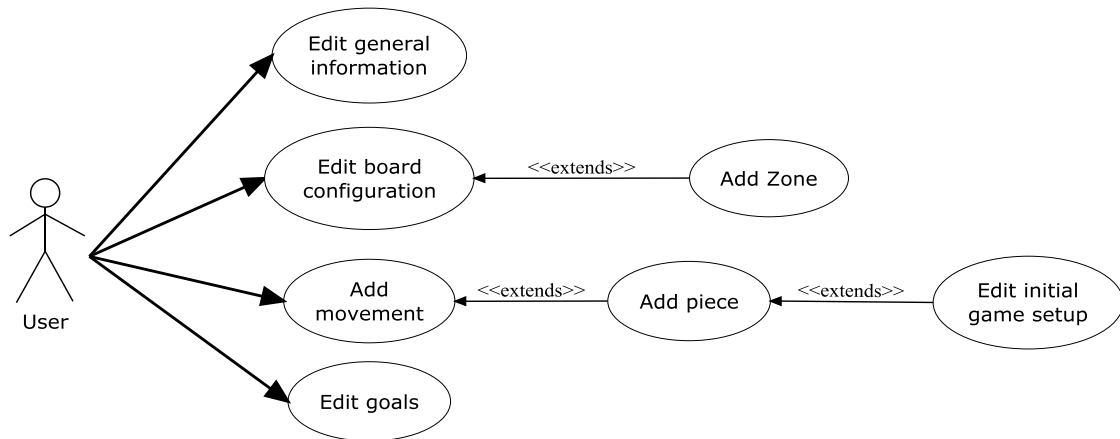 Edit general
information
Edit board
configuration
<<extends>>
Add Zone
User
Add
movement
<<extends>>
Add piece
<<extends>>
Edit initial
game setup
Edit goals